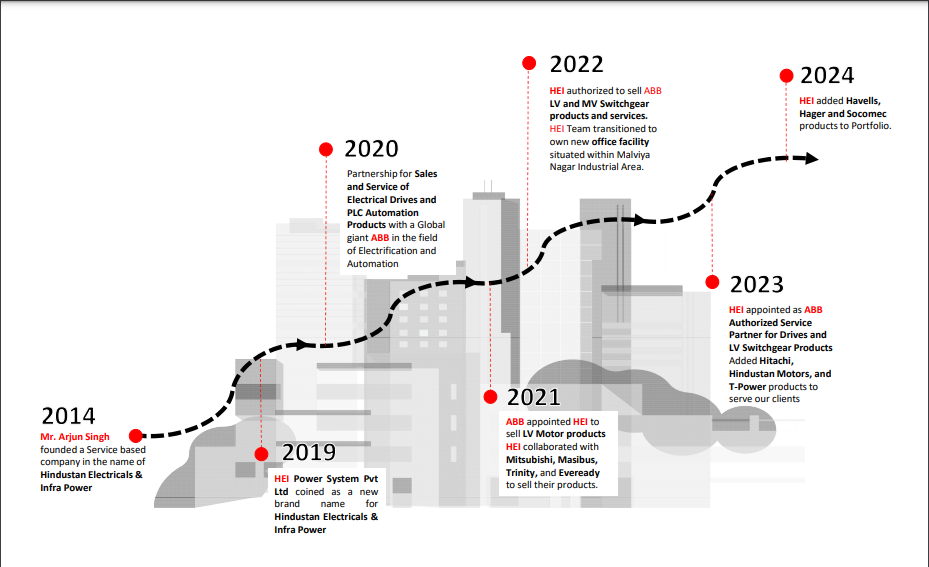 2014
Mr. Arjun Singh
founded a Service based
company in the name of
Hindustan Electricals &
Infra Power
2019
HEI Power System Pvt
Ltd coined as a new
brand name for
Hindustan Electricals &
Infra Power
2020
Partnership for Sales
and Service of
Electrical Drives and
PLC Automation
Products with a Global
giant ABB in the field
of Electrification and
Automation
2021
ABB appointed HEI to
sell LV Motor products
HEI collaborated with
Mitsubishi, Masibus,
Trinity, and Eveready
to sell their products.
2022
HEI authorized to sell ABB
LV and MV Switchgear
products and services.
HEI Team transitioned to
own new office facility
situated within Malviya
Nagar Industrial Area.
2023
HEI appointed as ABB
Authorized Service
Partner for Drives and
LV Switchgear Products
Added Hitachi,
Hindustan Motors, and
T-Power products to
serve our clients
2024
HEI added Havells,
Hager and Socomec
products to Portfolio.